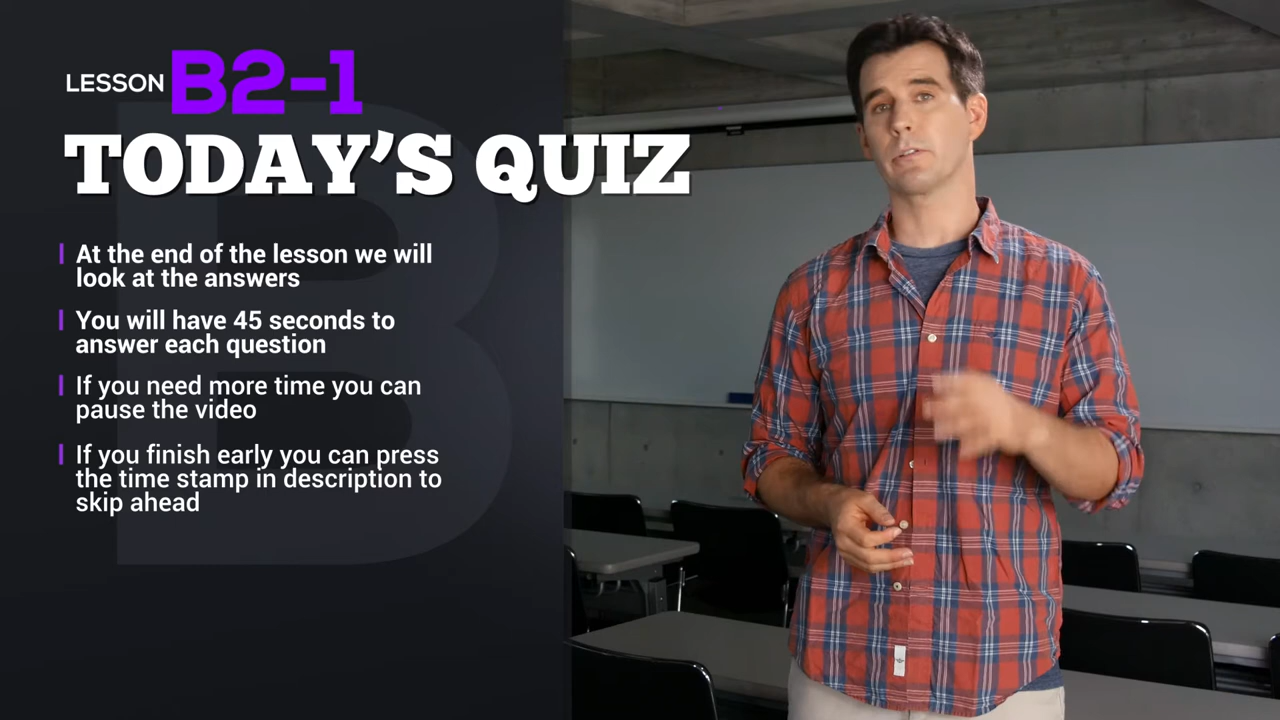 LESSON B2-1
TODAY'S QUIZ
At the end of the lesson we will
look at the answers
You will have 45 seconds to
answer each question
If you need more time you can
pause the video
If you finish early you can press
the time stamp in description to
skip ahead